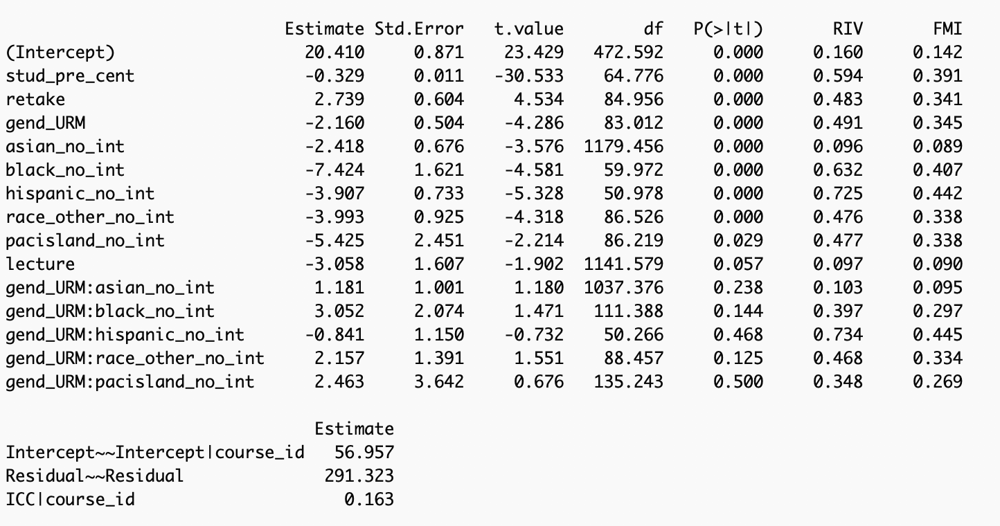 Estimate Std.Error t.value df P(>|t|) RIV FMI
(Intercept) 20.410 0.871 23.429 472.592 0.000 0.160 0.142
stud_pre_cent -0.329 0.011 -30.533 64.776 0.000 0.594 0.391
retake 2.739 0.604 4.534 84.956 0.000 0.483 0.341
gend_URM -2.160 0.504 -4.286 83.012 0.000 0.491 0.345
asian_no_int -2.418 0.676 -3.576 1179.456 0.000 0.096 0.089
black_no_int -7.424 1.621 -4.581 59.972 0.000 0.632 0.407
hispanic_no_int -3.907 0.733 -5.328 50.978 0.000 0.725 0.442
race_other_no_int -3.993 0.925 -4.318 86.526 0.000 0.476 0.338
pacisland_no_int -5.425 2.451 -2.214 86.219 0.029 0.477 0.338
lecture -3.058 1.607 -1.902 1141.579 0.057 0.097 0.090
gend_URM:asian_no_int 1.181 1.001 1.180 1037.376 0.238 0.103 0.095
gend_URM:black_no_int 3.052 2.074 1.471 111.388 0.144 0.397 0.297
gend_URM:hispanic_no_int -0.841 1.150 -0.732 50.266 0.468 0.734 0.445
gend_URM:race_other_no_int 2.157 1.391 1.551 88.457 0.125 0.468 0.334
gend_URM:pacisland_no_int 2.463 3.642 0.676 135.243 0.500 0.348 0.269
Estimate
Intercept~~Intercept|course_id 56.957
Residual~~Residual 291.323
ICC|course_id 0.163